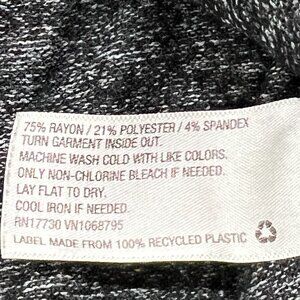 75% RAYON / 21% POLYESTER / 4% SPANDEX
TURN GARMENT INSIDE OUT.
MACHINE WASH COLD WITH LIKE COLORS.
ONLY NON-CHLORINE BLEACH IF NEEDED.
LAY FLAT TO DRY.
COOL IRON IF NEEDED.
RN17730 VN1068795
LABEL MADE FROM 100% RECYCLED PLASTIC